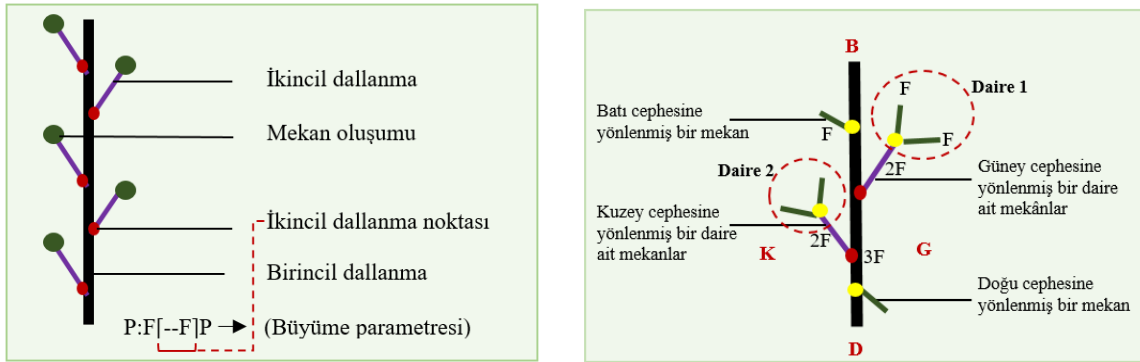 İkincil dallanma
Mekan oluşumu
İkincil dallanma noktası
Birincil dallanma
P:F[--F]P
(Büyüme parametresi)
B
Daire 1
F
F
2F
Batı cephesine
yönlenmiş bir mekan
F
Güney cephesine
yönlenmiş bir daire
ait mekânlar
Daire 2
Kuzey cephesine
yönlenmiş bir daire
ait mekanlar
2F
K
3F
G
Doğu cephesine
yönlenmiş bir mekan
D